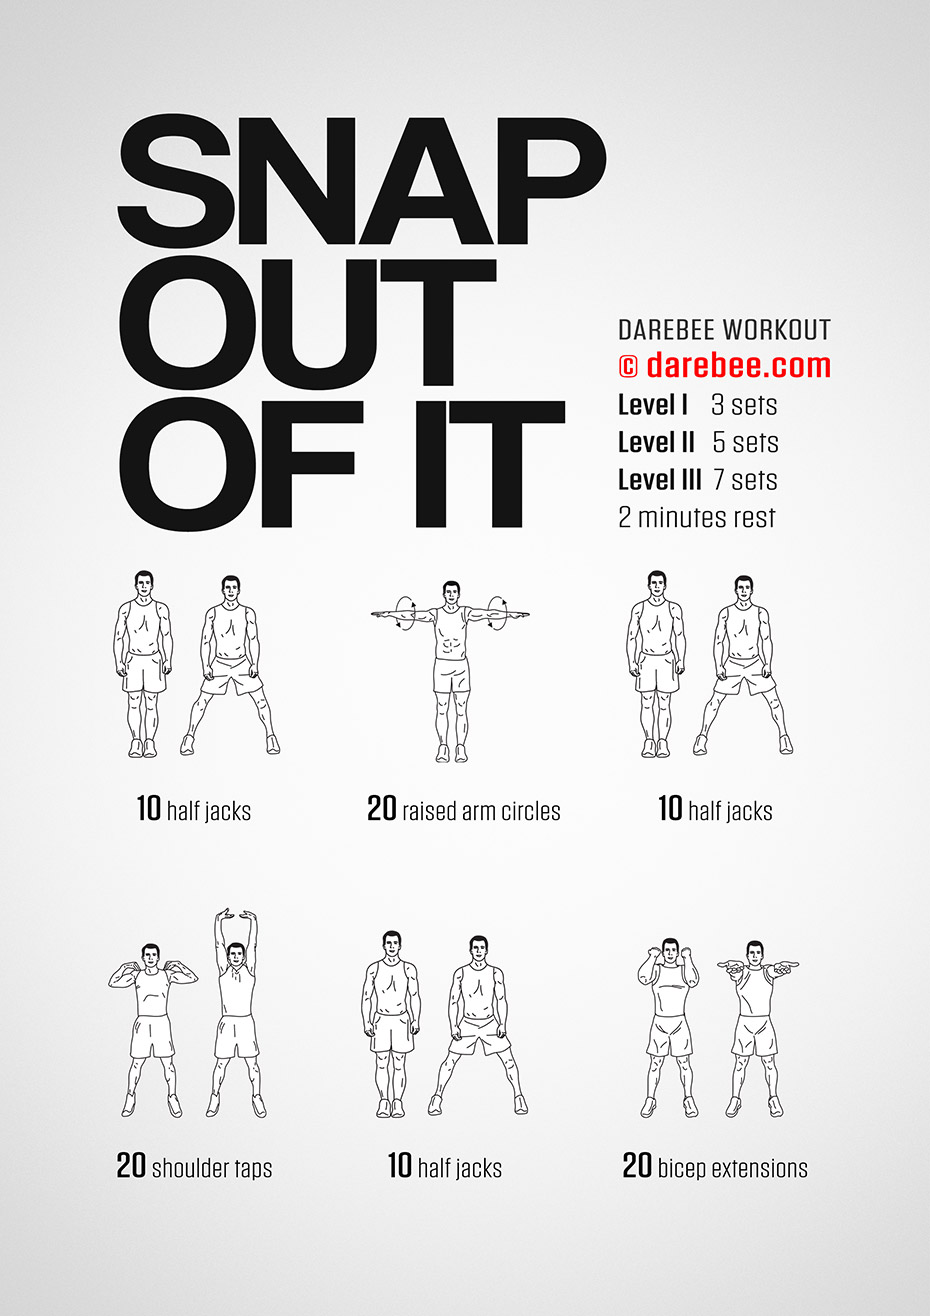 SNAP
OUT
OF IT
DAREBEE WORKOUT
© darebee.com
Level I 3 sets
Level II 5 sets
Level III 7 sets
2 minutes rest
10 half jacks
20 raised arm circles
10 half jacks
20 shoulder taps
10 half jacks
20 bicep extensions